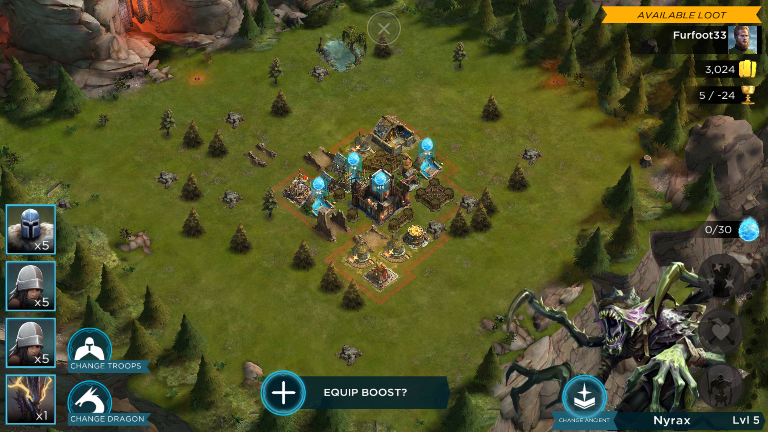 AVAILABLE LOOT
Furfoot33
3,024
5 / -24
0/30
x5
x5
x5
x1
CHANGE TROOPS
CHANGE DRAGON
EQUIP BOOST?
CHANGE ANCIENT
Nyrax Lvl 5